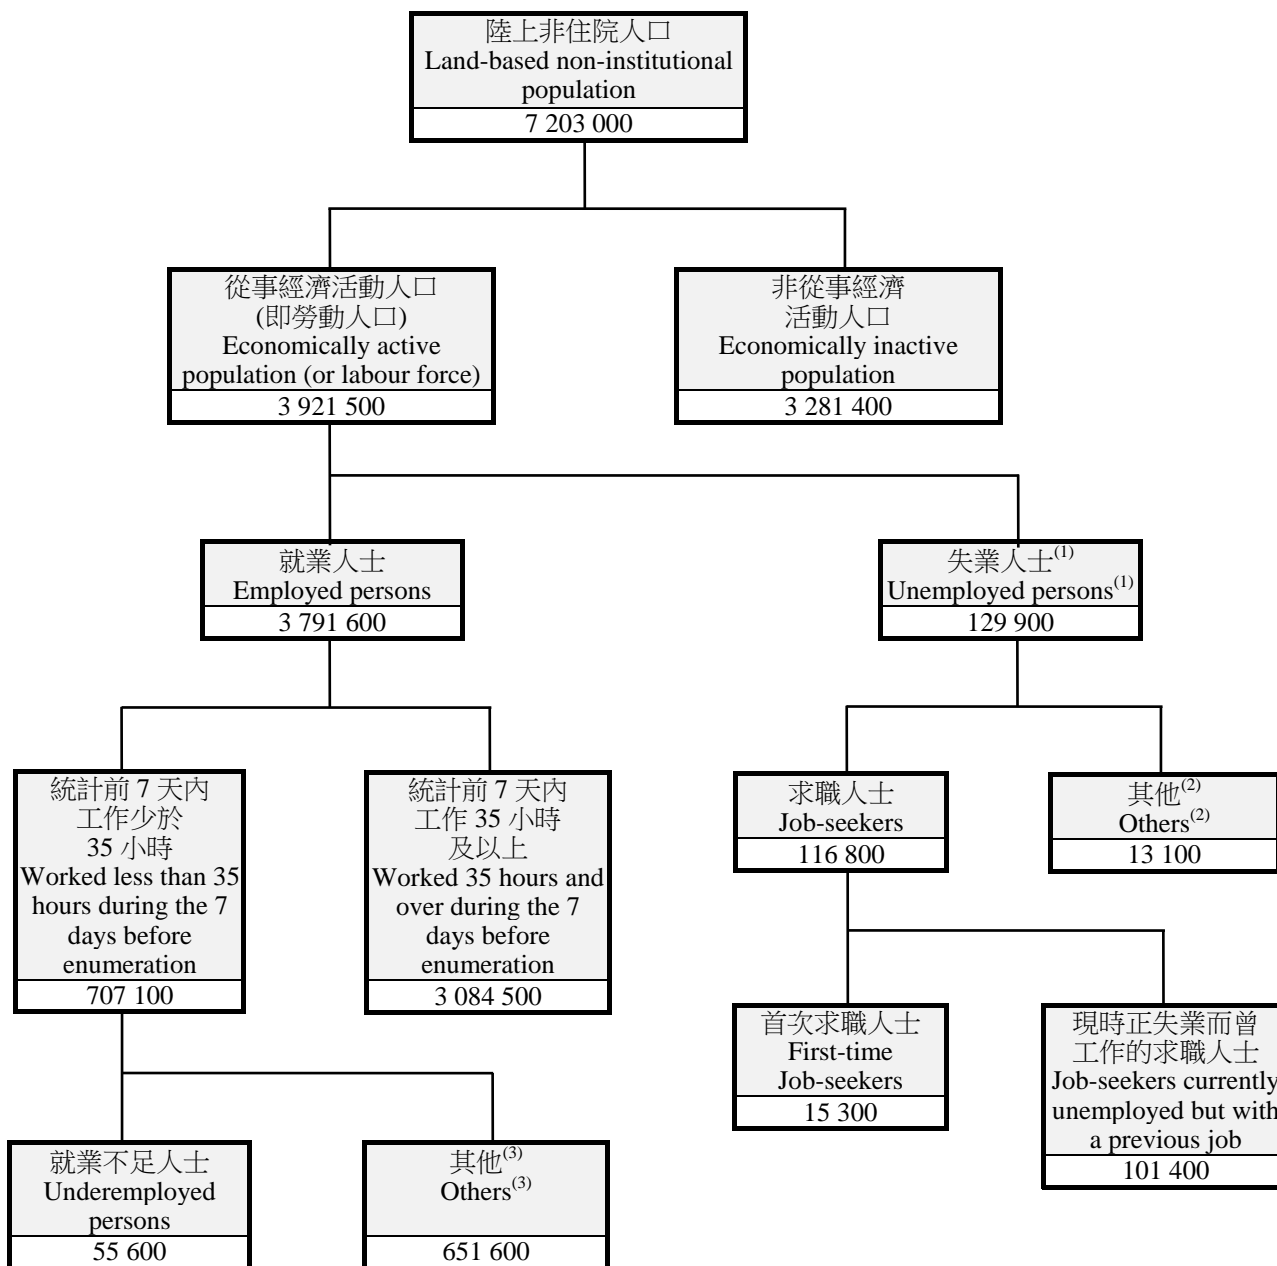 陸上非住院人口
Land-based non-institutional
population
7 203 000
從事經濟活動人口
(即勞動人口)
Economically active
population (or labour force)
3 921 500
非從事經濟
活動人口
Economically inactive
population
3 281 400
就業人士
Employed persons
3 791 600
失業人士(1)
Unemployed persons(1)
129 900
統計前 7 天內
工作少於
35 小時
Worked less than 35
hours during the 7
days before
enumeration
707 100
統計前 7 天內
工作 35 小時
及以上
Worked 35 hours and
over during the 7
days before
enumeration
3 084 500
求職人士
Job-seekers
116 800
其他(2)
Others(2)
13 100
首次求職人士
First-time
Job-seekers
15 300
現時正失業而曾
工作的求職人士
Job-seekers currently
unemployed but with
a previous job
101 400
就業不足人士
Underemployed
persons
55 600
其他(3)
Others(3)
651 600